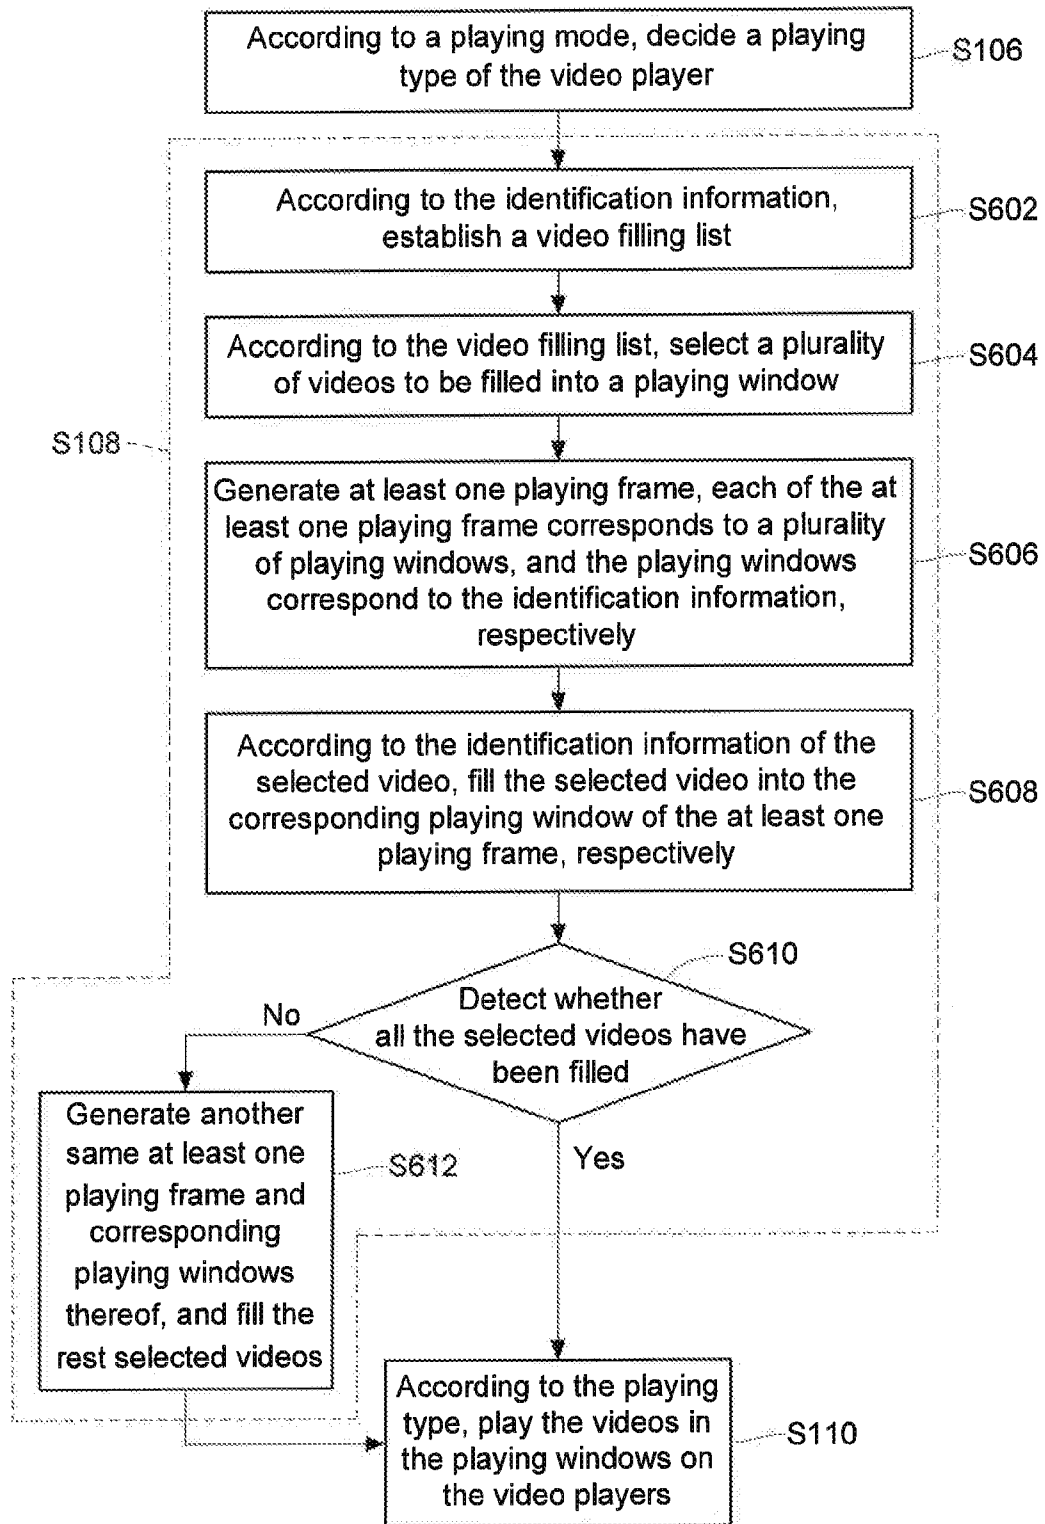 According to a playing mode, decide a playing
type of the video player
S106
According to the identification information,
establish a video filling list
S602
According to the video filling list, select a plurality
of videos to be filled into a playing window
S604
S108
Generate at least one playing frame, each of the at
least one playing frame corresponds to a plurality
of playing windows, and the playing windows
correspond to the identification information,
respectively
S606
According to the identification information of the
selected video, fill the selected video into the
corresponding playing window of the at least one
playing frame, respectively
S608
S610
Detect whether
all the selected videos have
been filled
No
Yes
Generate another
same at least one
playing frame and
corresponding
playing windows
thereof, and fill the
rest selected videos
S612
According to the playing
type, play the videos in
the playing windows on
the video players
S110